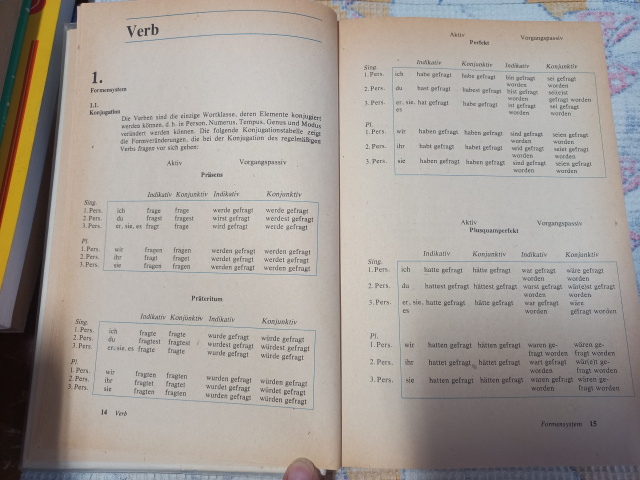 Verb
1.
Formensystem
1.1.
Konjugation
Die Verben sind die einzige Wortklasse, deren Elemente konjugiert
werden können, d. h. in Person, Numerus, Tempus, Genus und Modus
verändert werden können. Die folgende Konjugationstabelle zeigt
die Formveränderungen, die bei der Konjugation des regelmäßigen
Verbs fragen vor sich gehen:
Aktiv Vorgangspassiv
Präsens
Indikativ Konjunktiv Indikativ Konjunktiv
Sing.
1. Pers. ich frage frage werde gefragt werde gefragt
2. Pers. du fragst fragest wirst gefragt werdest gefragt
3. Pers. er, sie, es fragt frage wird gefragt werde gefragt
Pl.
1. Pers. wir fragen fragen werden gefragt werden gefragt
2. Pers. ihr fragt fraget werdet gefragt werdet gefragt
3. Pers. sie fragen fragen werden gefragt werden gefragt
Präteritum
Indikativ Konjunktiv Indikativ Konjunktiv
Sing.
1. Pers. ich fragte fragte wurde gefragt würde gefragt
2. Pers. du fragtest fragtest wurdest gefragt würdest gefragt
3. Pers. er, sie, es fragte fragte wurde gefragt würde gefragt
Pl.
1. Pers. wir fragten fragten wurden gefragt würden gefragt
2. Pers. ihr fragtet fragtet wurdet gefragt würdet gefragt
3. Pers. sie fragten fragten wurden gefragt würden gefragt
14 Verb
Aktiv Vorgangspassiv
Perfekt
Indikativ Konjunktiv Indikativ Konjunktiv
Sing.
1. Pers. ich habe gefragt habe gefragt bin gefragt sei gefragt
worden worden
2. Pers. du hast gefragt habest gefragt bist gefragt sei(e)st
worden gefragt worden
3. Pers. er, sie, hat gefragt habe gefragt ist gefragt sei gefragt
es worden worden
Pl.
1. Pers. wir haben gefragt haben gefragt sind gefragt seien gefragt
worden worden
2. Pers. ihr habt gefragt habet gefragt seid gefragt seiet gefragt
worden worden
3. Pers. sie haben gefragt haben gefragt sind gefragt seien gefragt
worden worden
Aktiv Vorgangspassiv
Plusquamperfekt
Indikativ Konjunktiv Indikativ Konjunktiv
Sing.
1. Pers. ich hatte gefragt hätte gefragt war gefragt wäre gefragt
worden worden
2. Pers. du hattest gefragt hättest gefragt warst gefragt wär(e)st gefragt
worden worden
3. Pers. er, sie, hatte gefragt hätte gefragt war gefragt wäre
es worden gefragt worden
Pl.
1. Pers. wir hatten gefragt hätten gefragt waren ge- wären ge-
fragt worden fragt worden
2. Pers. ihr hattet gefragt hättet gefragt wart gefragt wär(e)t ge-
worden fragt worden
3. Pers. sie hatten gefragt hätten gefragt waren gefragt wären ge-
worden fragt worden
Formensystem 15